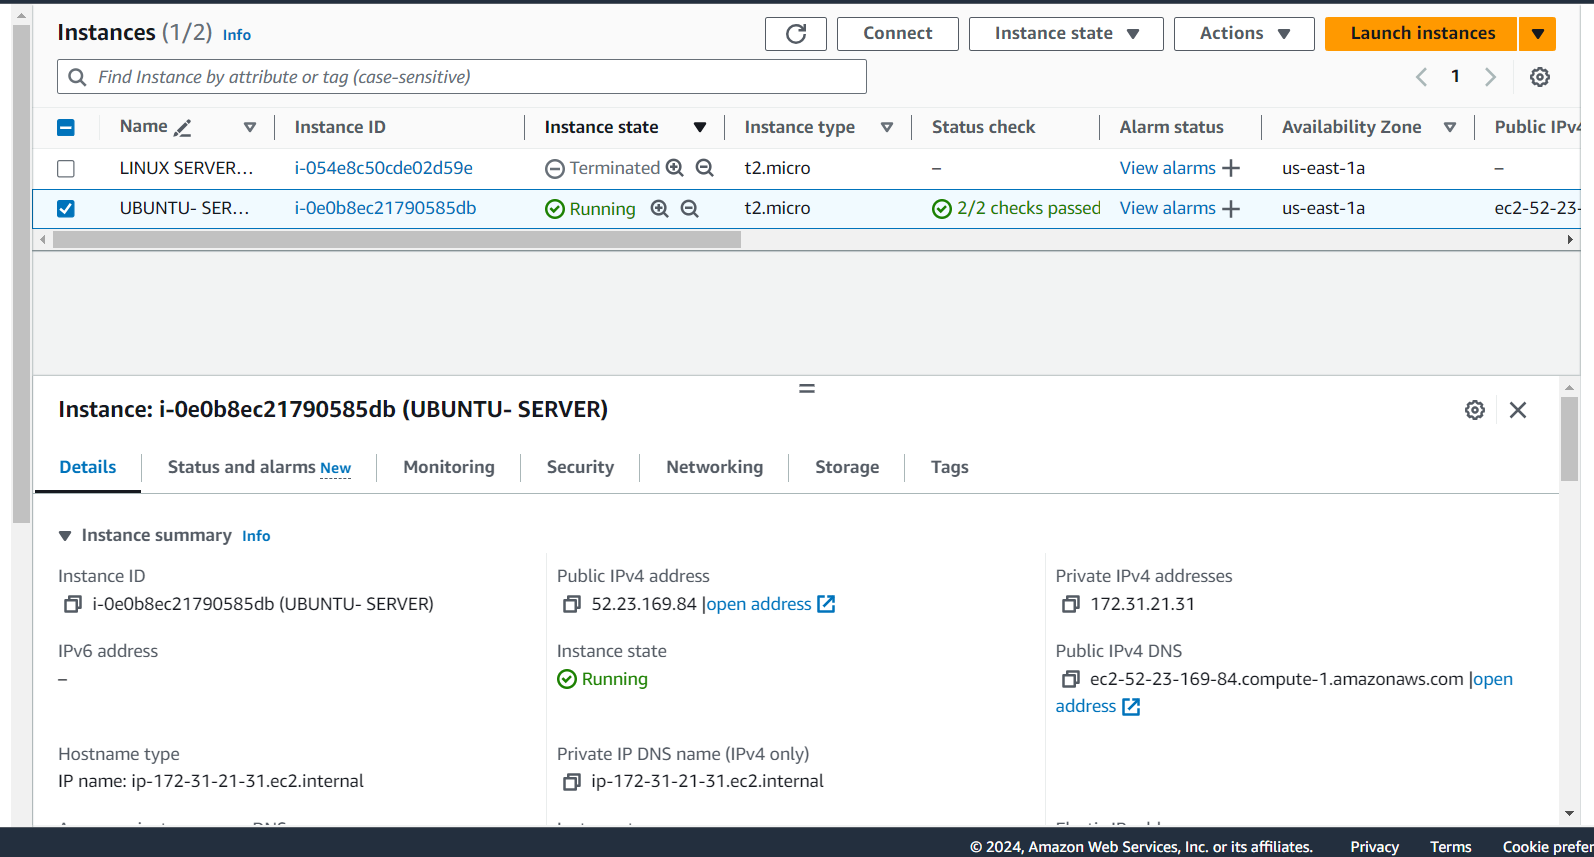 Instances (1/2) Info
Connect Instance state Actions Launch instances
Find Instance by attribute or tag (case-sensitive) 1
Name Instance ID Instance state Instance type Status check Alarm status Availability Zone Public IPv4
LINUX SERVER... i-054e8c50cde02d59e Terminated t2.micro – View alarms + us-east-1a –
UBUNTU- SER... i-0e0b8ec21790585db Running t2.micro 2/2 checks passed View alarms + us-east-1a ec2-52-23-
Instance: i-0e0b8ec21790585db (UBUNTU- SERVER)
Details Status and alarms New Monitoring Security Networking Storage Tags
Instance summary Info
Instance ID Public IPv4 address Private IPv4 addresses
i-0e0b8ec21790585db (UBUNTU- SERVER) 52.23.169.84 |open address 172.31.21.31
IPv6 address Instance state Public IPv4 DNS
– Running ec2-52-23-169-84.compute-1.amazonaws.com |open
address
Hostname type Private IP DNS name (IPv4 only)
IP name: ip-172-31-21-31.ec2.internal ip-172-31-21-31.ec2.internal
© 2024, Amazon Web Services, Inc. or its affiliates. Privacy Terms Cookie prefer